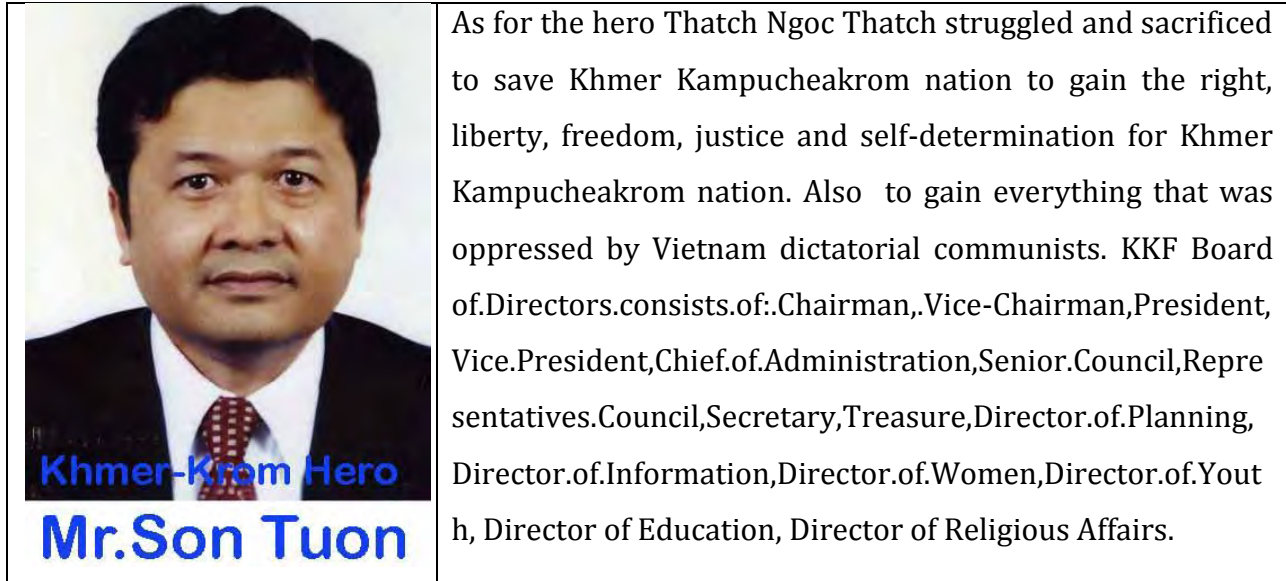 Khmer-Krom Hero
Mr.Son Tuon
As for the hero Thatch Ngoc Thatch struggled and sacrificed
to save Khmer Kampucheakrom nation to gain the right,
liberty, freedom, justice and self-determination for Khmer
Kampucheakrom nation. Also to gain everything that was
oppressed by Vietnam dictatorial communists. KKF Board
of.Directors.consists.of:.Chairman,.Vice-Chairman,President,
Vice.President,Chief.of.Administration,Senior.Council,Repre
sentatives.Council,Secretary,Treasure,Director.of.Planning,
Director.of.Information,Director.of.Women,Director.of.Yout
h, Director of Education, Director of Religious Affairs.